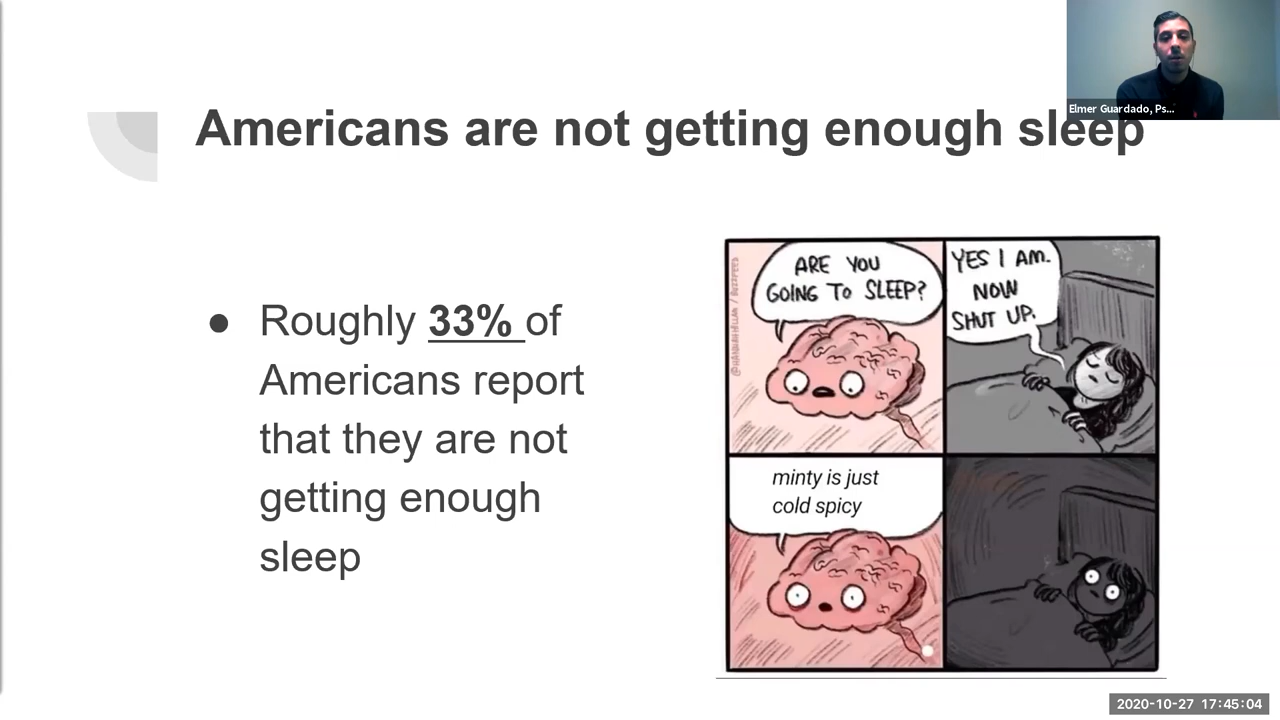 Elmer Guardado, Ps...
Americans are not getting enough sleep
● Roughly 33% of
Americans report
that they are not
getting enough
sleep
ARE YOU
GOING TO SLEEP?
YES I AM.
NOW
SHUT UP.
@HANNAHHILLAM / BUZZFEED
minty is just
cold spicy
2020-10-27 17:45:04